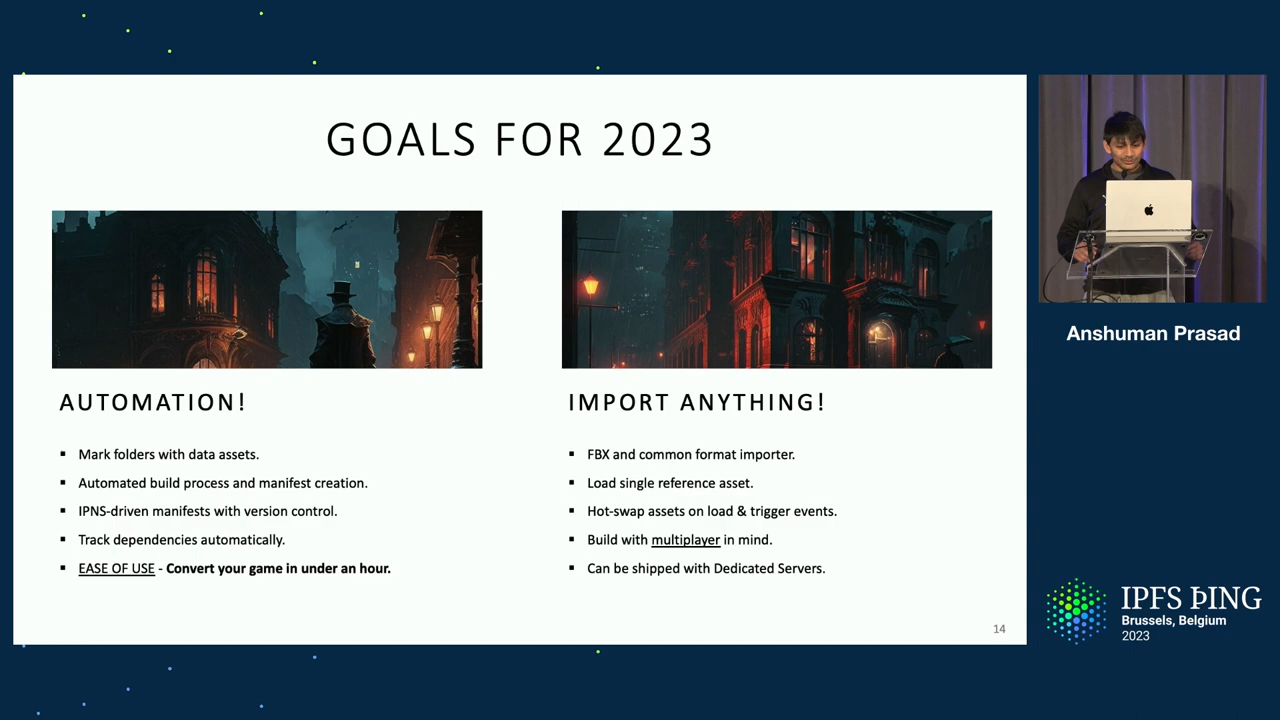 GOALS FOR 2023
AUTOMATION!
▪ Mark folders with data assets.
▪ Automated build process and manifest creation.
▪ IPNS-driven manifests with version control.
▪ Track dependencies automatically.
▪ EASE OF USE - Convert your game in under an hour.
IMPORT ANYTHING!
▪ FBX and common format importer.
▪ Load single reference asset.
▪ Hot-swap assets on load & trigger events.
▪ Build with multiplayer in mind.
▪ Can be shipped with Dedicated Servers.
14
Anshuman Prasad
IPFS ÞING
Brussels, Belgium
2023